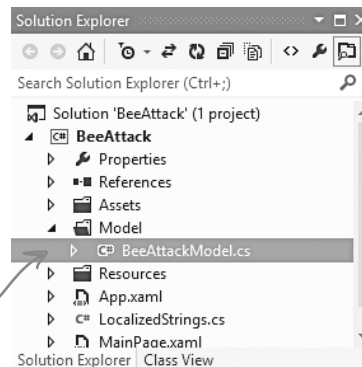 Solution Explorer
Search Solution Explorer (Ctrl+;)
Solution 'BeeAttack' (1 project)
C# BeeAttack
Properties
References
Assets
Model
C# BeeAttackModel.cs
Resources
App.xaml
C# LocalizedStrings.cs
MainPage.xaml
Solution Explorer Class View